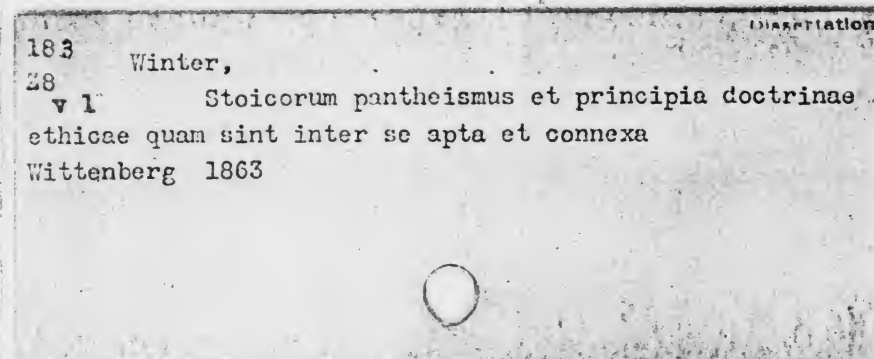 Dissertation
183
Winter,
Z8
v 1 Stoicorum pantheismus et principia doctrinae
ethicae quam sint inter se apta et connexa
Wittenberg 1863